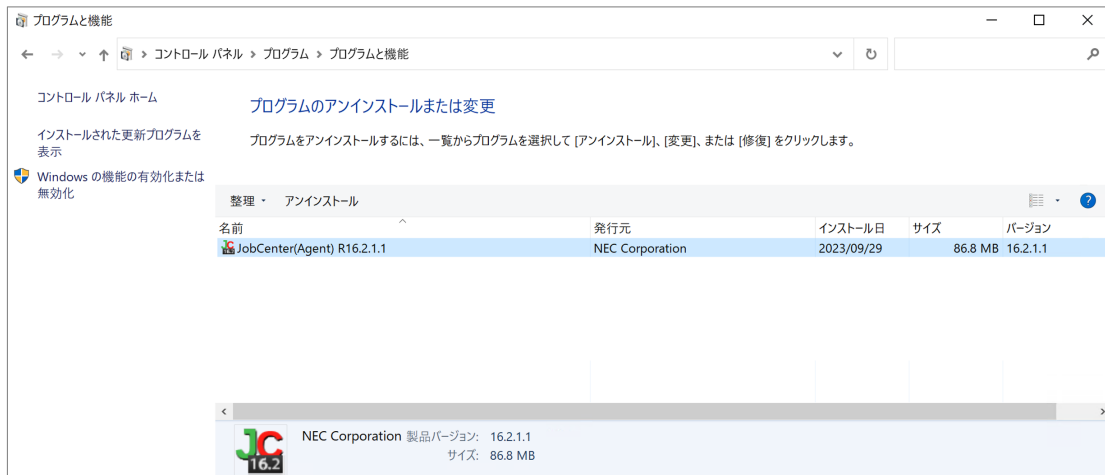 プログラムと機能
コントロール パネル > プログラム > プログラムと機能
コントロール パネル ホーム
インストールされた更新プログラムを
表示
Windows の機能の有効化または
無効化
プログラムのアンインストールまたは変更
プログラムをアンインストールするには、一覧からプログラムを選択して [アンインストール]、[変更]、または [修復] をクリックします。
整理 アンインストール
名前 発行元 インストール日 サイズ バージョン
JobCenter(Agent) R16.2.1.1 NEC Corporation 2023/09/29 86.8 MB 16.2.1.1
NEC Corporation 製品バージョン: 16.2.1.1
サイズ: 86.8 MB
JC
16.2